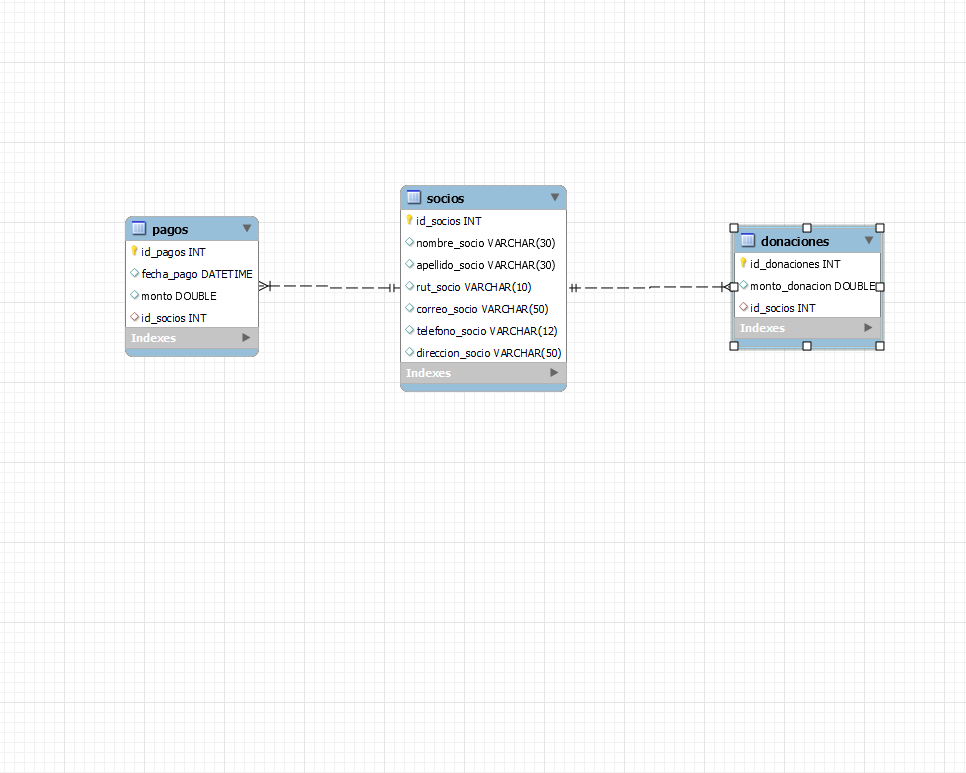 pagos
id_pagos INT
fecha_pago DATETIME
monto DOUBLE
id_socios INT
Indexes
socios
id_socios INT
nombre_socio VARCHAR(30)
apellido_socio VARCHAR(30)
rut_socio VARCHAR(10)
correo_socio VARCHAR(50)
telefono_socio VARCHAR(12)
direccion_socio VARCHAR(50)
Indexes
donaciones
id_donaciones INT
monto_donacion DOUBLE
id_socios INT
Indexes